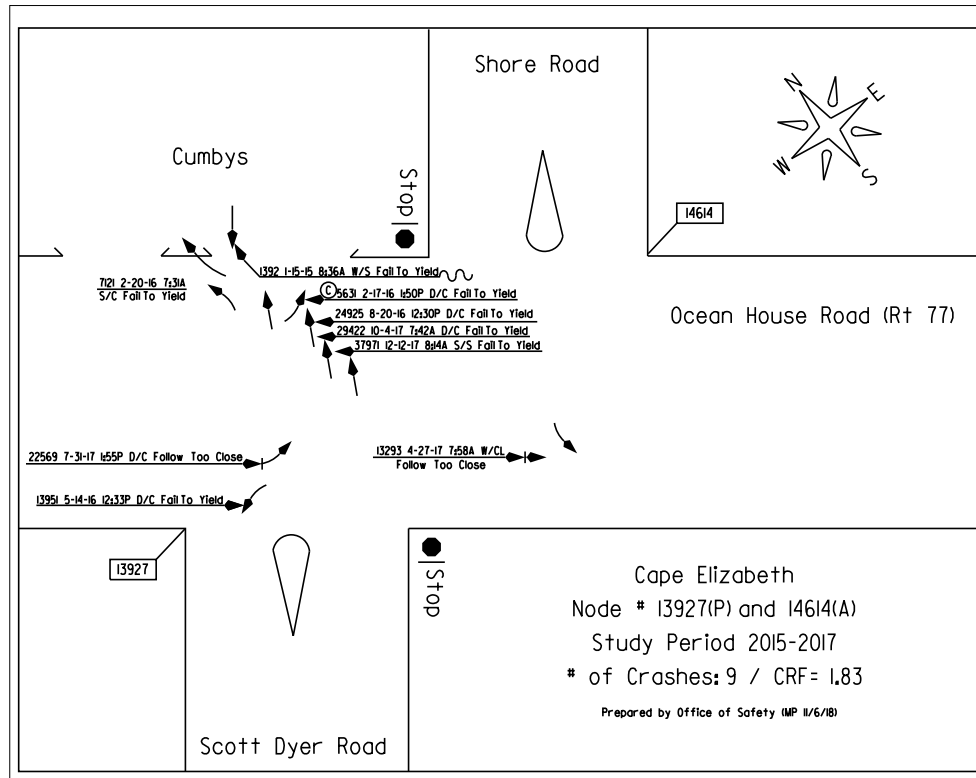 Shore Road
N
E
W
S
Cumbys
Stop
14614
1392 1-15-15 8:36A W/S Fail To Yield
7121 2-20-16 7:31A
S/C Fail To Yield
C
5631 2-17-16 1:50P D/C Fail To Yield
24925 8-20-16 12:30P D/C Fail To Yield
29422 10-4-17 7:42A D/C Fail To Yield
37971 12-12-17 8:14A S/S Fail To Yield
Ocean House Road (Rt 77)
22569 7-31-17 1:55P D/C Follow Too Close
13293 4-27-17 7:58A W/CL
Follow Too Close
13951 5-14-16 12:33P D/C Fail To Yield
13927
Stop
Cape Elizabeth
Node # 13927(P) and 14614(A)
Study Period 2015-2017
# of Crashes: 9 / CRF= 1.83
Prepared by Office of Safety (MP 11/6/18)
Scott Dyer Road